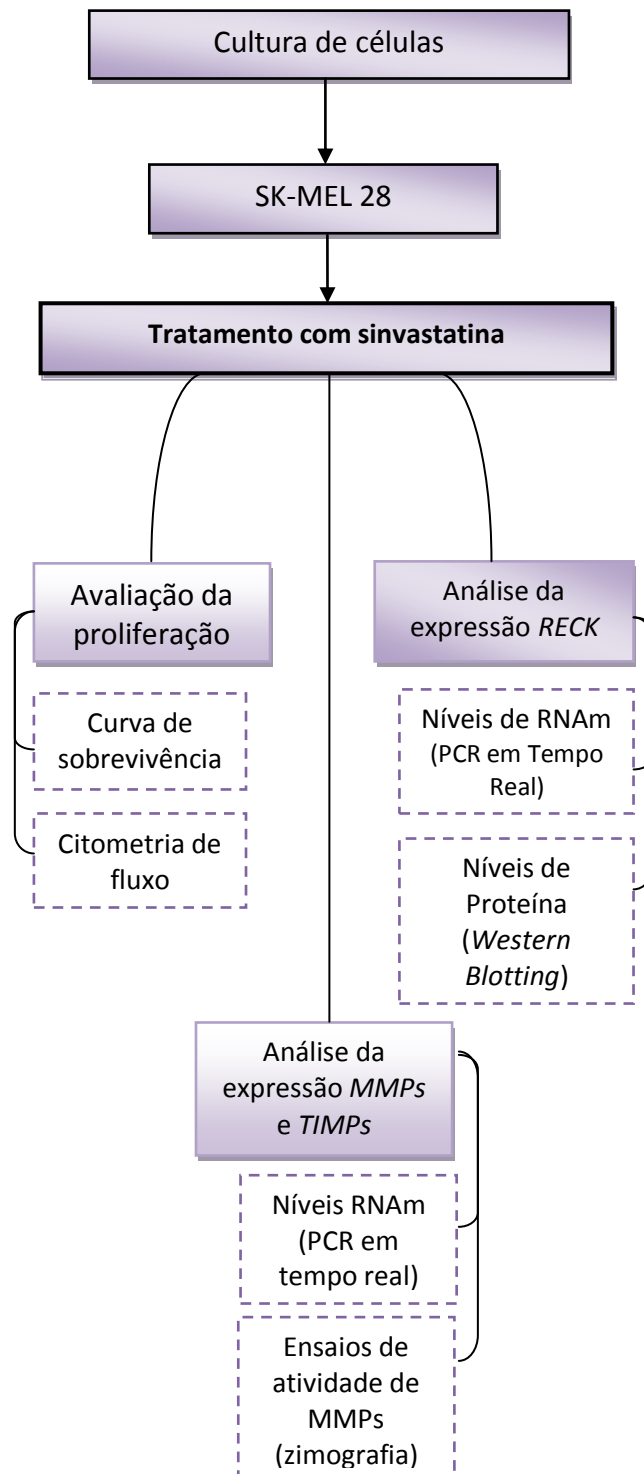 Cultura de células
SK-MEL 28
Tratamento com sinvastatina
Avaliação da
proliferação
Curva de
sobrevivência
Citometria de
fluxo
Análise da
expressão RECK
Níveis de RNAm
(PCR em Tempo
Real)
Níveis de
Proteína
(Western
Blotting)
Análise da
expressão MMPs
e TIMPs
Níveis RNAm
(PCR em
tempo real)
Ensaios de
atividade de
MMPs
(zimografia)